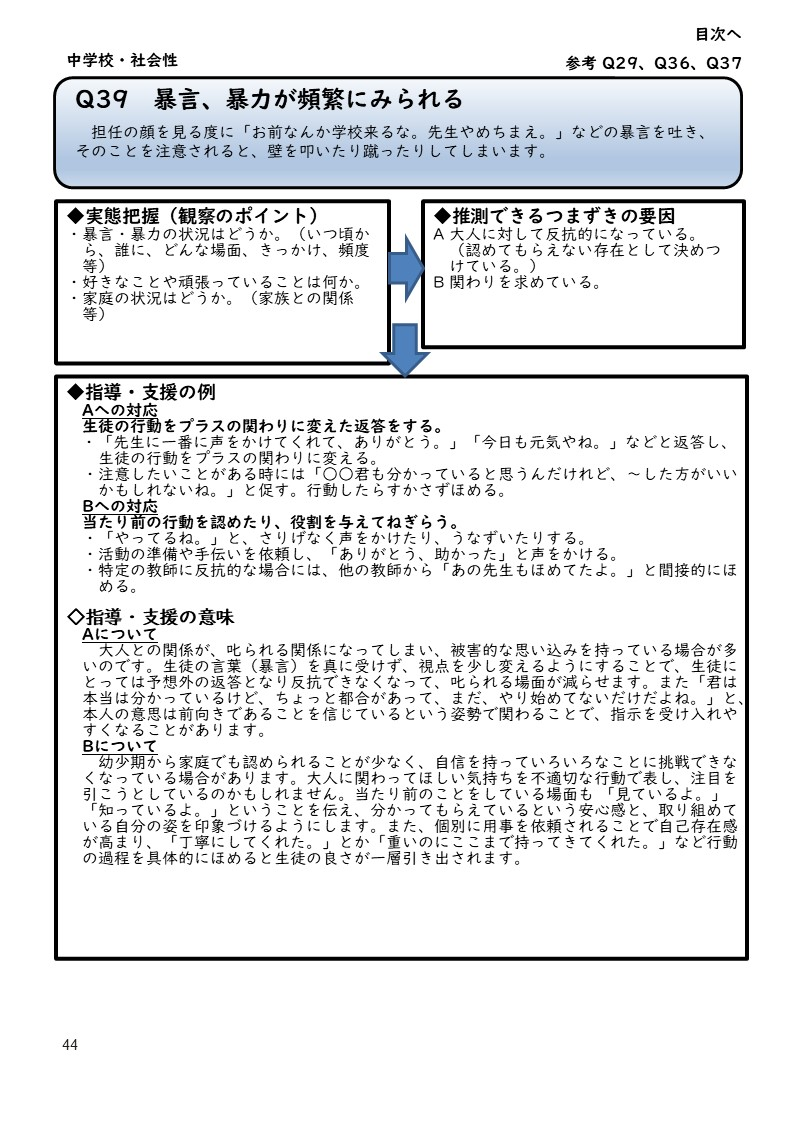 目次へ
中学校・社会性
参考 Q29、Q36、Q37
Q39　暴言、暴力が頻繁にみられる
　担任の顔を見る度に「お前なんか学校来るな。先生やめちまえ。」などの暴言を吐き、
そのことを注意されると、壁を叩いたり蹴ったりしてしまいます。
◆実態把握（観察のポイント）
・暴言・暴力の状況はどうか。（いつ頃か
ら、誰に、どんな場面、きっかけ、頻度
等）
・好きなことや頑張っていることは何か。
・家庭の状況はどうか。（家族との関係
等）
◆推測できるつまずきの要因
A 大人に対して反抗的になっている。
（認めてもらえない存在として決めつ
けている。）
B 関わりを求めている。
◆指導・支援の例
Aへの対応
生徒の行動をプラスの関わりに変えた返答をする。
・「先生に一番に声をかけてくれて、ありがとう。」「今日も元気やね。」などと返答し、
生徒の行動をプラスの関わりに変える。
・注意したいことがある時には「〇〇君も分かっていると思うんだけれど、～した方がいい
かもしれないね。」と促す。行動したらすかさずほめる。
Bへの対応
当たり前の行動を認めたり、役割を与えてねぎらう。
・「やってるね。」と、さりげなく声をかけたり、うなずいたりする。
・活動の準備や手伝いを依頼し、「ありがとう、助かった」と声をかける。
・特定の教師に反抗的な場合には、他の教師から「あの先生もほめてたよ。」と間接的にほ
める。
◇指導・支援の意味
Aについて
　大人との関係が、叱られる関係になってしまい、被害的な思い込みを持っている場合が多
いのです。生徒の言葉（暴言）を真に受けず、視点を少し変えるようにすることで、生徒に
とっては予想外の返答となり反抗できなくなって、叱られる場面が減らせます。また「君は
本当は分かっているけど、ちょっと都合があって、まだ、やり始めてないだけだよね。」と、
本人の意思は前向きであることを信じているという姿勢で関わることで、指示を受け入れや
すくなることがあります。
Bについて
　幼少期から家庭でも認められることが少なく、自信を持っていろいろなことに挑戦できな
くなっている場合があります。大人に関わってほしい気持ちを不適切な行動で表し、注目を
引こうとしているのかもしれません。当たり前のことをしている場面も 「見ているよ。」
「知っているよ。」ということを伝え、分かってもらえているという安心感と、取り組めて
いる自分の姿を印象づけるようにします。また、個別に用事を依頼されることで自己存在感
が高まり、「丁寧にしてくれた。」とか「重いのにここまで持ってきてくれた。」など行動
の過程を具体的にほめると生徒の良さが一層引き出されます。
44